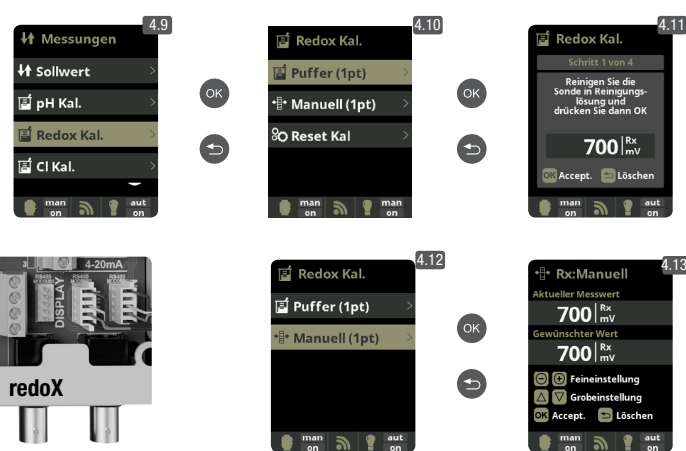 4.9
Messungen
Sollwert
pH Kal.
Redox Kal.
Cl Kal.
man on
aut on
OK
4.10
Redox Kal.
Puffer (1pt)
Manuell (1pt)
Reset Kal
man on
man on
OK
4.11
Redox Kal.
Schritt 1 von 4
Reinigen Sie die
Sonde in Reinigungs-
lösung und
drücken Sie dann OK
700 Rx mV
OK Accept. Löschen
man on
aut on
4-20mA
RS485
RS485
RS485
DISPLAY
redoX
4.12
Redox Kal.
Puffer (1pt)
Manuell (1pt)
man on
aut on
OK
4.13
Rx:Manuell
Aktueller Messwert
700 Rx mV
Gewünschter Wert
700 Rx mV
Feineinstellung
Grobeinstellung
OK Accept. Löschen
man on
aut on